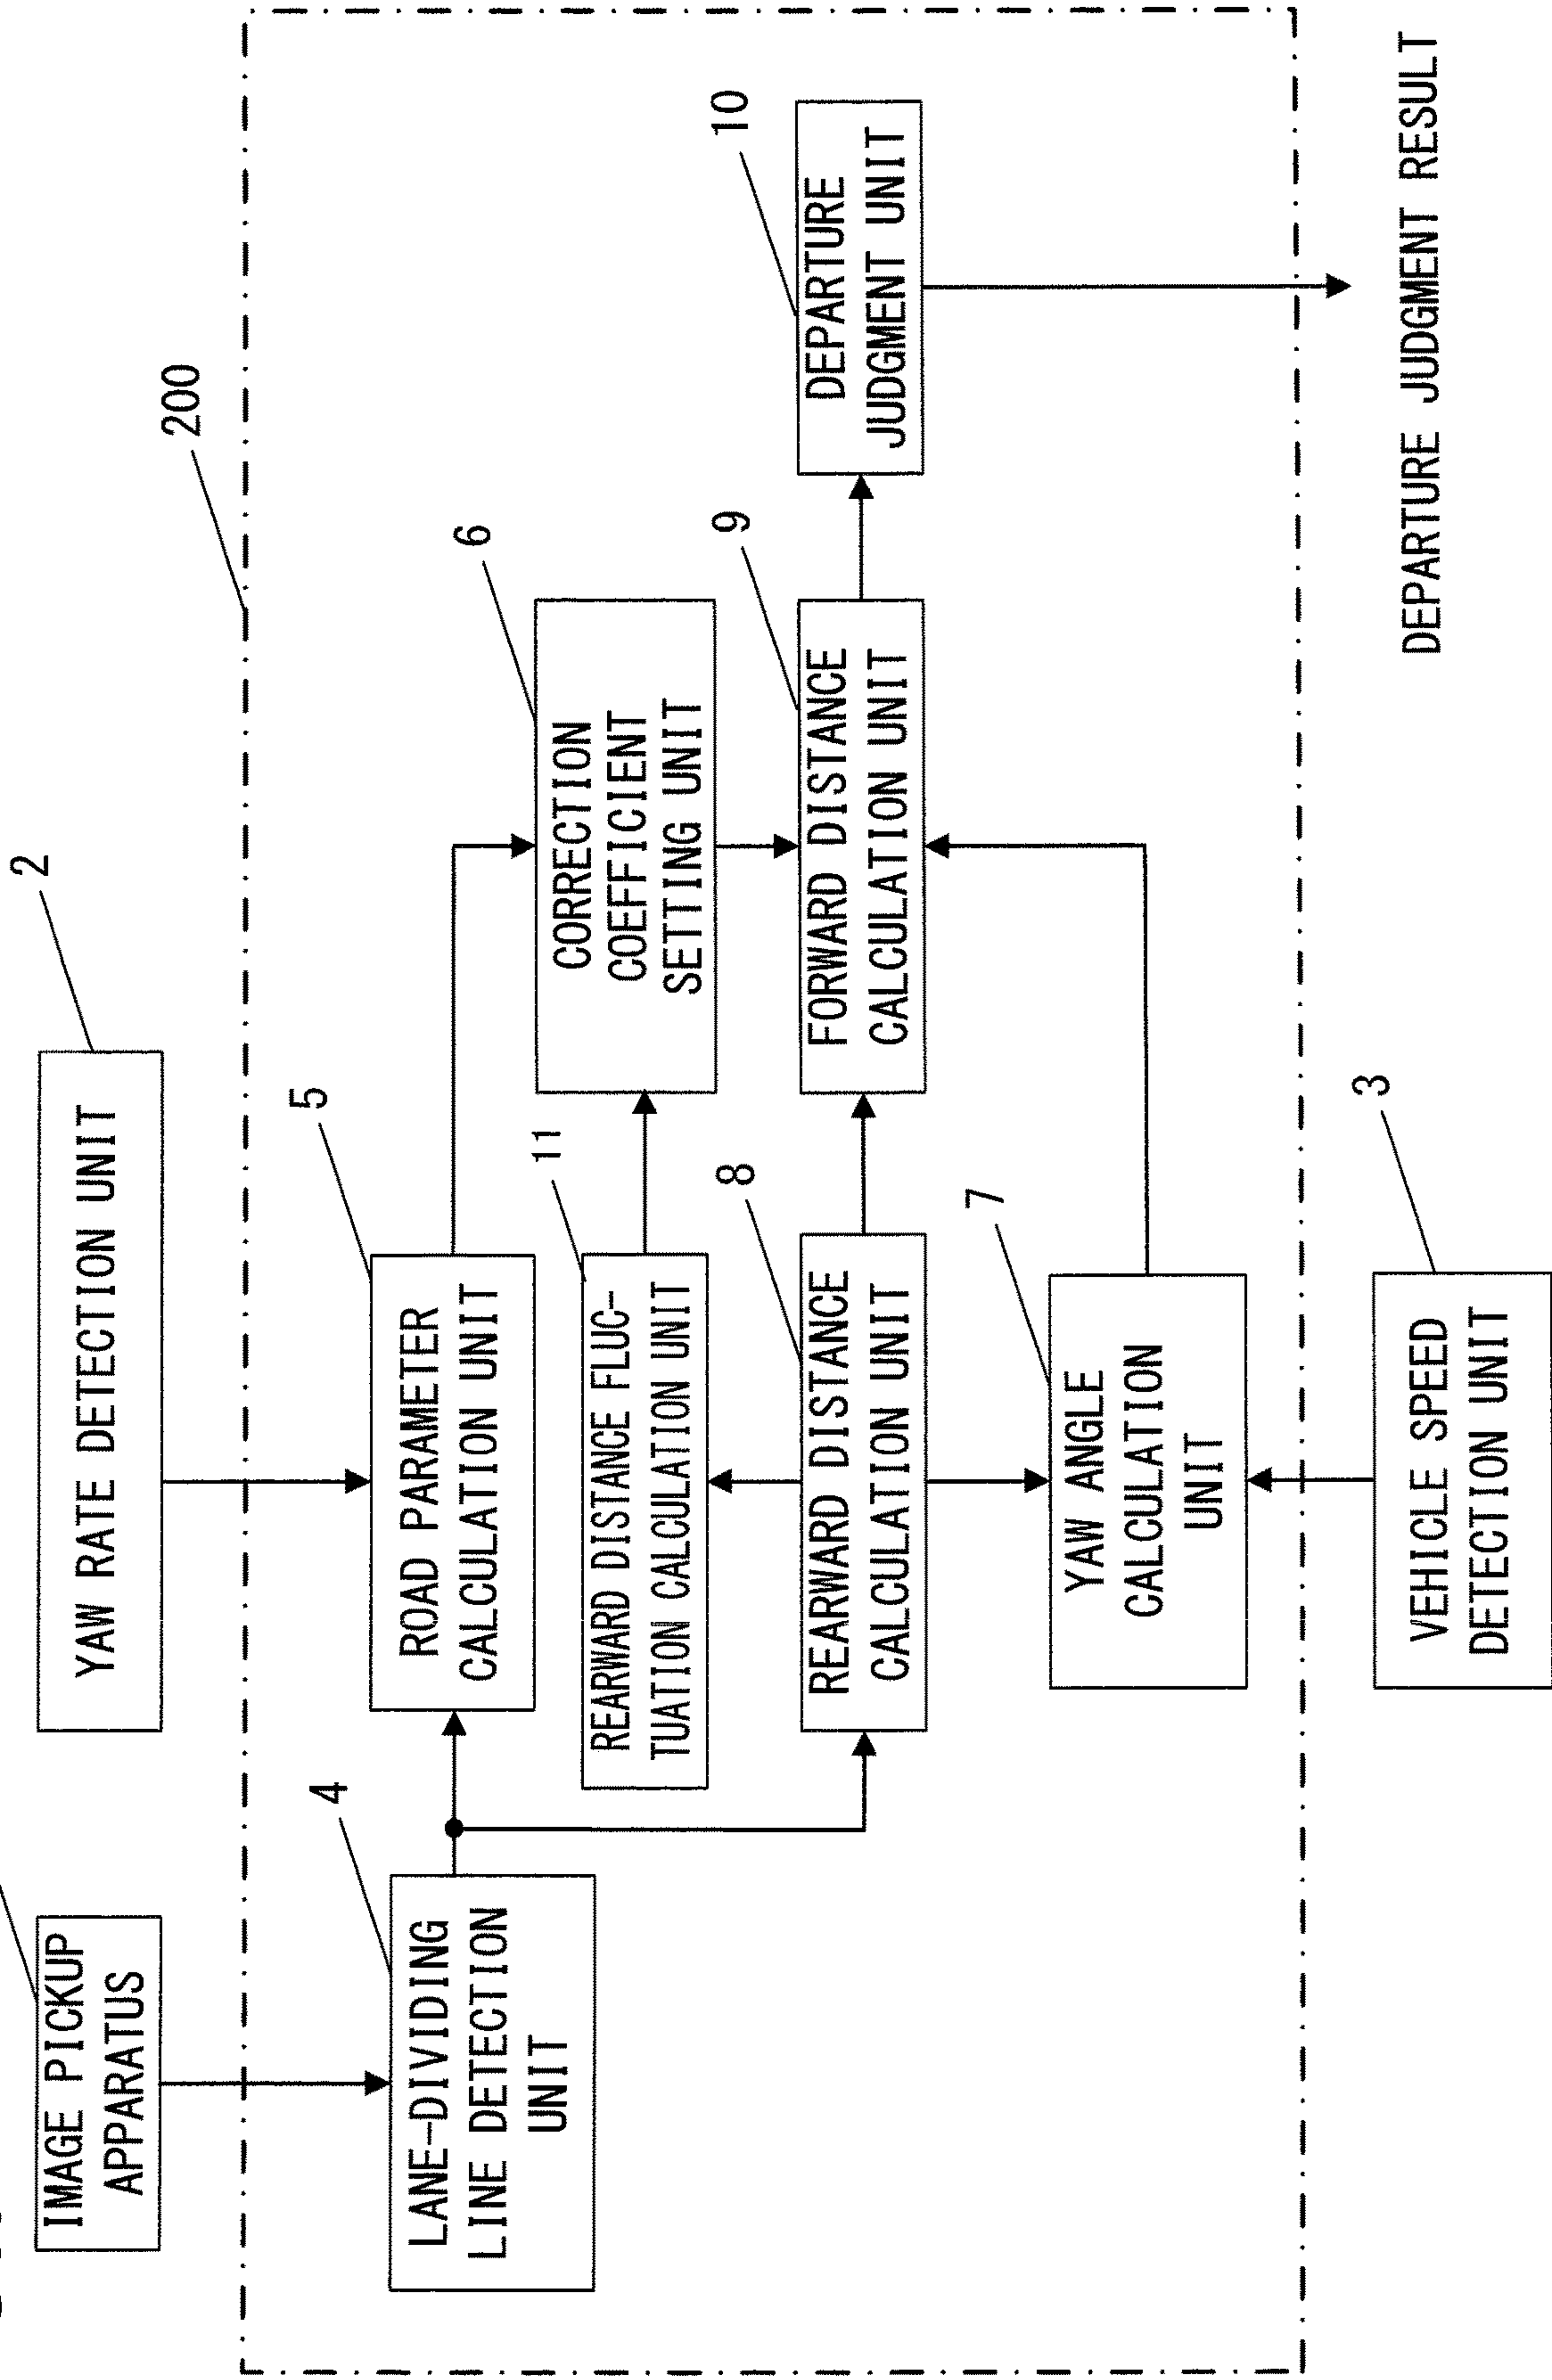 IMAGE PICKUP
APPARATUS
2
YAW RATE DETECTION UNIT
200
4
LANE-DIVIDING
LINE DETECTION
UNIT
5
ROAD PARAMETER
CALCULATION UNIT
6
CORRECTION
COEFFICIENT
SETTING UNIT
11
REARWARD DISTANCE FLUC-
TUATION CALCULATION UNIT
8
REARWARD DISTANCE
CALCULATION UNIT
9
FORWARD DISTANCE
CALCULATION UNIT
10
DEPARTURE
JUDGMENT UNIT
7
YAW ANGLE
CALCULATION
UNIT
3
VEHICLE SPEED
DETECTION UNIT
DEPARTURE JUDGMENT RESULT